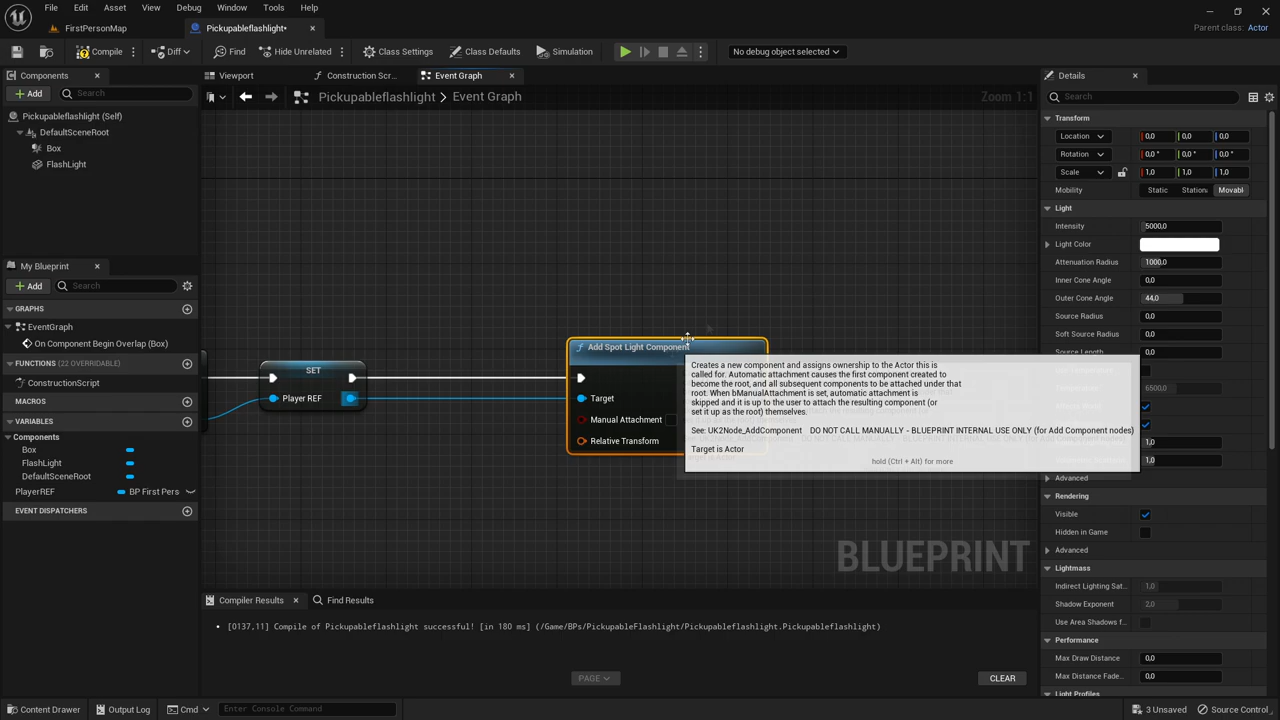 File Edit Asset View Debug Window Tools Help
FirstPersonMap
Pickupableflashlight•
Parent class: Actor
Compile
Diff
Find
Hide Unrelated
Class Settings
Class Defaults
Simulation
No debug object selected
Components
Add
Search
Pickupableflashlight (Self)
DefaultSceneRoot
Box
FlashLight
My Blueprint
Add
Search
GRAPHS
EventGraph
On Component Begin Overlap (Box)
FUNCTIONS (22 OVERRIDABLE)
ConstructionScript
MACROS
VARIABLES
Components
Box
FlashLight
DefaultSceneRoot
PlayerREF BP First Pers
EVENT DISPATCHERS
Viewport
Construction Scr...
Event Graph
Pickupableflashlight > Event Graph
Zoom 1:1
SET
Player REF
Add Spot Light Component
Target
Manual Attachment
Relative Transform
Creates a new component and assigns ownership to the Actor this is
called for. Automatic attachment causes the first component created to
become the root, and all subsequent components to be attached under that
root. When bManualAttachment is set, automatic attachment is
skipped and it is up to the user to attach the resulting component (or
set it up as the root) themselves.
See: UK2Node_AddComponent DO NOT CALL MANUALLY - BLUEPRINT INTERNAL USE ONLY (for Add Component nodes)
Target is Actor
hold (Ctrl + Alt) for more
BLUEPRINT
Compiler Results
Find Results
[0137,11] Compile of Pickupableflashlight successful! [in 180 ms] (/Game/BPs/PickupableFlashlight/Pickupableflashlight.Pickupableflashlight)
PAGE
CLEAR
Details
Search
Transform
Location 0,0 0,0 0,0
Rotation 0,0 ° 0,0 ° 0,0 °
Scale 1,0 1,0 1,0
Mobility Static Station Movabl
Light
Intensity 5000,0
Light Color
Attenuation Radius 1000,0
Inner Cone Angle 0,0
Outer Cone Angle 44,0
Source Radius 0,0
Soft Source Radius 0,0
Source Length 0,0
6500,0
1,0
1,0
Advanced
Rendering
Visible
Hidden in Game
Advanced
Lightmass
Indirect Lighting Sat... 1,0
Shadow Exponent 2,0
Use Area Shadows f...
Performance
Max Draw Distance 0,0
Max Distance Fade... 0,0
Light Profiles
Content Drawer
Output Log
Cmd
Enter Console Command
3 Unsaved
Source Control